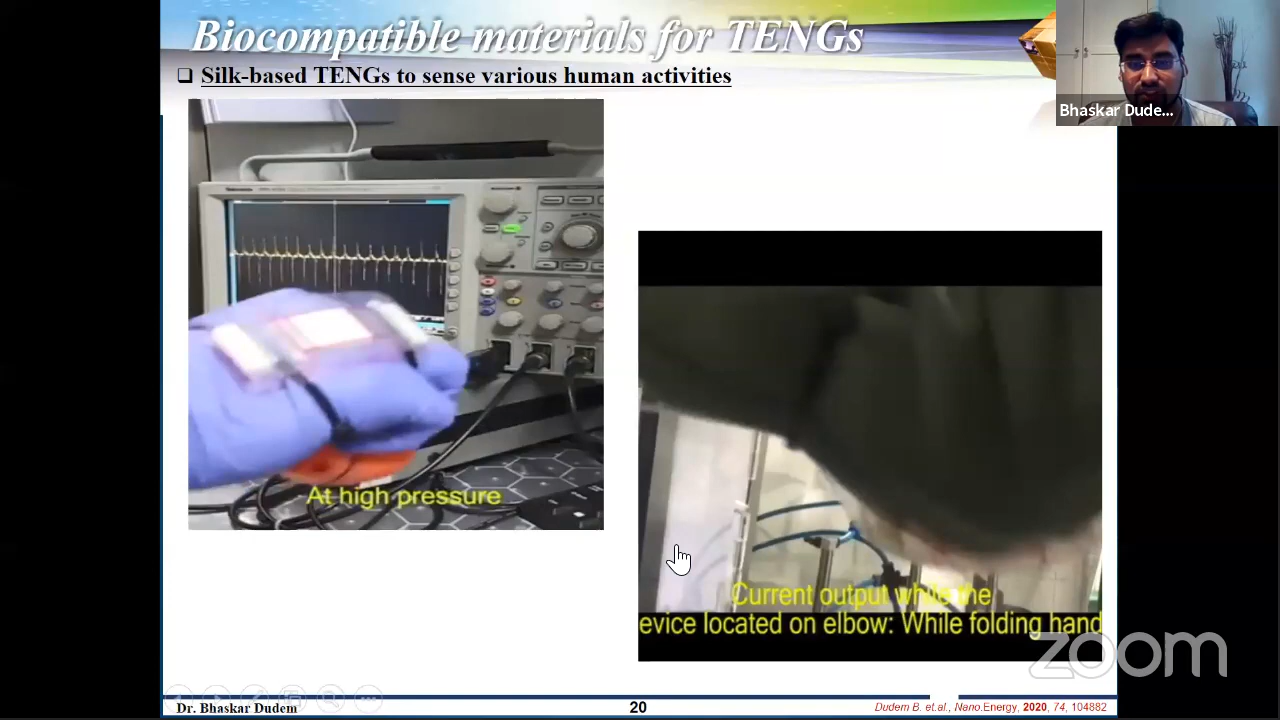 Biocompatible materials for TENGs
❑ Silk-based TENGs to sense various human activities
Bhaskar Dude...
Tektronix
At high pressure
Current output while the
evice located on elbow: While folding hand
zoom
Dr. Bhaskar Dudem
20
Dudem B. et.al., Nano.Energy, 2020, 74, 104882